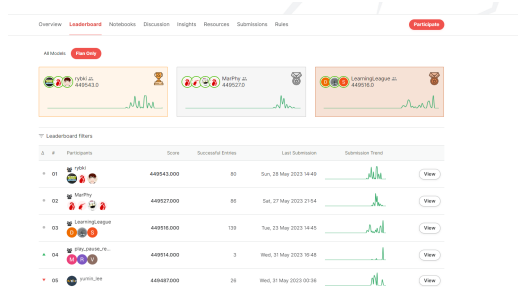 Overview Leaderboard Notebooks Discussion Insights Resources Submissions Rules Participate
All Models Plan Only
rybki
449543.0
MarPhy
449527.0
LearningLeague
449516.0
Leaderboard filters
Δ # Participants Score Successful Entries Last Submission Submission Trend
01 rybki 449543.000 80 Sun, 28 May 2023 14:49 View
02 MarPhy 449527.000 86 Sat, 27 May 2023 21:54 View
03 LearningLeague 449516.000 139 Tue, 23 May 2023 14:45 View
O S
04 play_pause_re... 449514.000 3 Wed, 31 May 2023 16:48 View
M R V
05 yumin_lee 449487.000 26 Wed, 31 May 2023 00:36 View